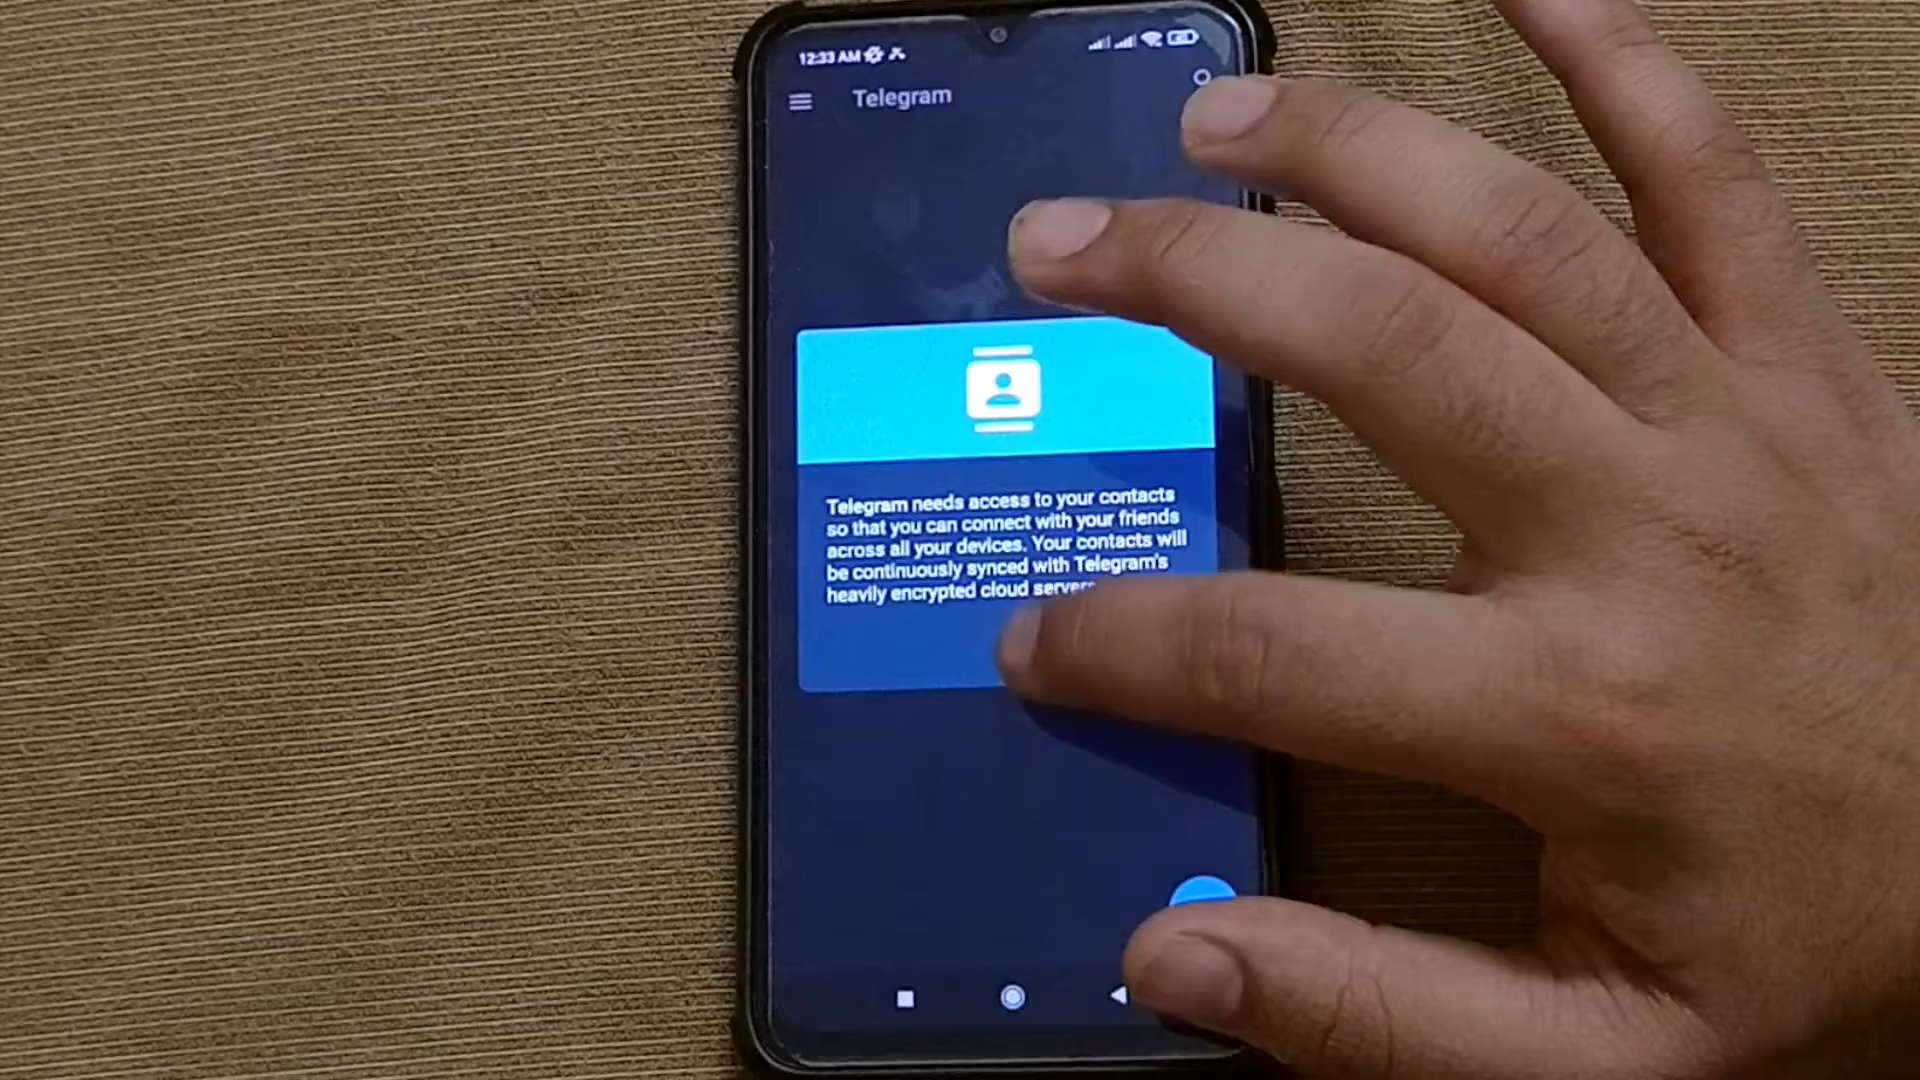 12:33 AM
Telegram
Telegram needs access to your contacts
so that you can connect with your friends
across all your devices. Your contacts will
be continuously synced with Telegram's
heavily encrypted cloud servers